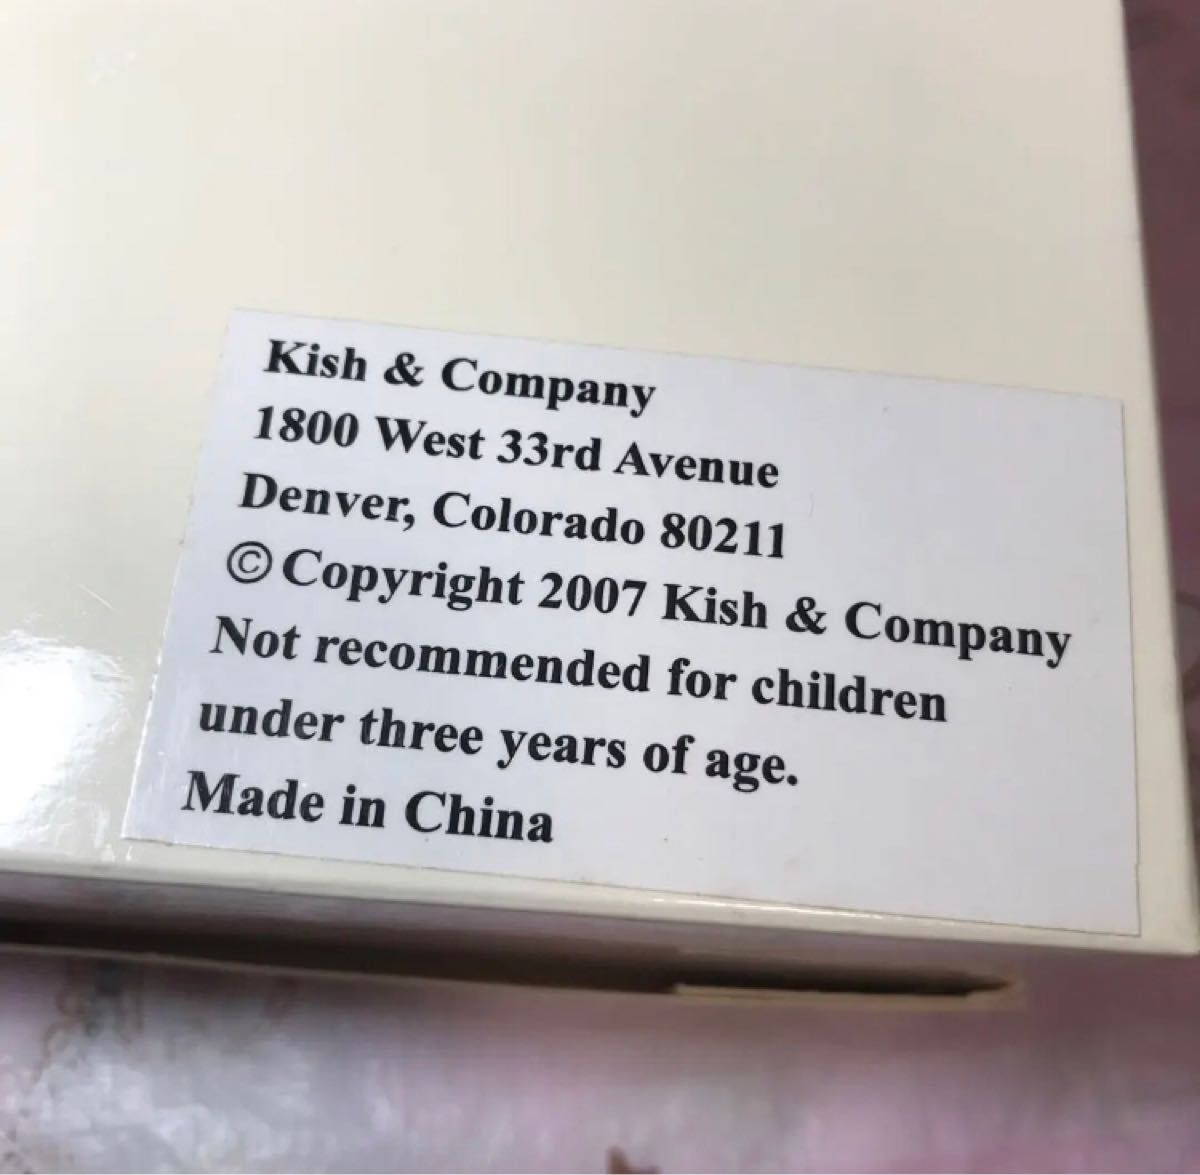 Kish & Company
1800 West 33rd Avenue
Denver, Colorado 80211
© Copyright 2007 Kish & Company
Not recommended for children
under three years of age.
Made in China